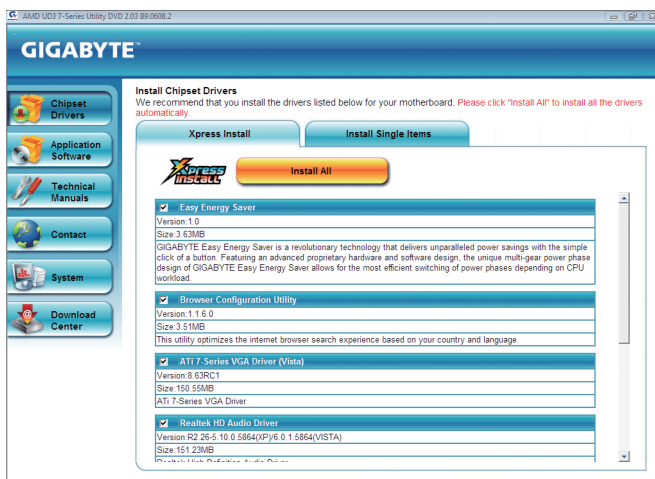 AMD UD3 7-Series Utility DVD 2.03 B9.0608.2
GIGABYTE™
Chipset
Drivers
Application
Software
Technical
Manuals
Contact
System
Download
Center
Install Chipset Drivers
We recommend that you install the drivers listed below for your motherboard. Please click "Install All" to install all the drivers
automatically.
Xpress Install
Install Single Items
Xpress
Install
Install All
Easy Energy Saver
Version:1.0
Size:3.63MB
GIGABYTE Easy Energy Saver is a revolutionary technology that delivers unparalleled power savings with the simple
click of a button. Featuring an advanced proprietary hardware and software design, the unique multi-gear power phase
design of GIGABYTE Easy Energy Saver allows for the most efficient switching of power phases depending on CPU
workload.
Browser Configuration Utility
Version:1.1.6.0
Size:3.51MB
This utility optimizes the internet browser search experience based on your country and language.
ATi 7-Series VGA Driver (Vista)
Version:8.63RC1
Size:150.55MB
ATi 7-Series VGA Driver
Realtek HD Audio Driver
Version:R2.26-5.10.0.5864(XP)/6.0.1.5864(VISTA)
Size:151.23MB
Realtek High Definition Audio Driver